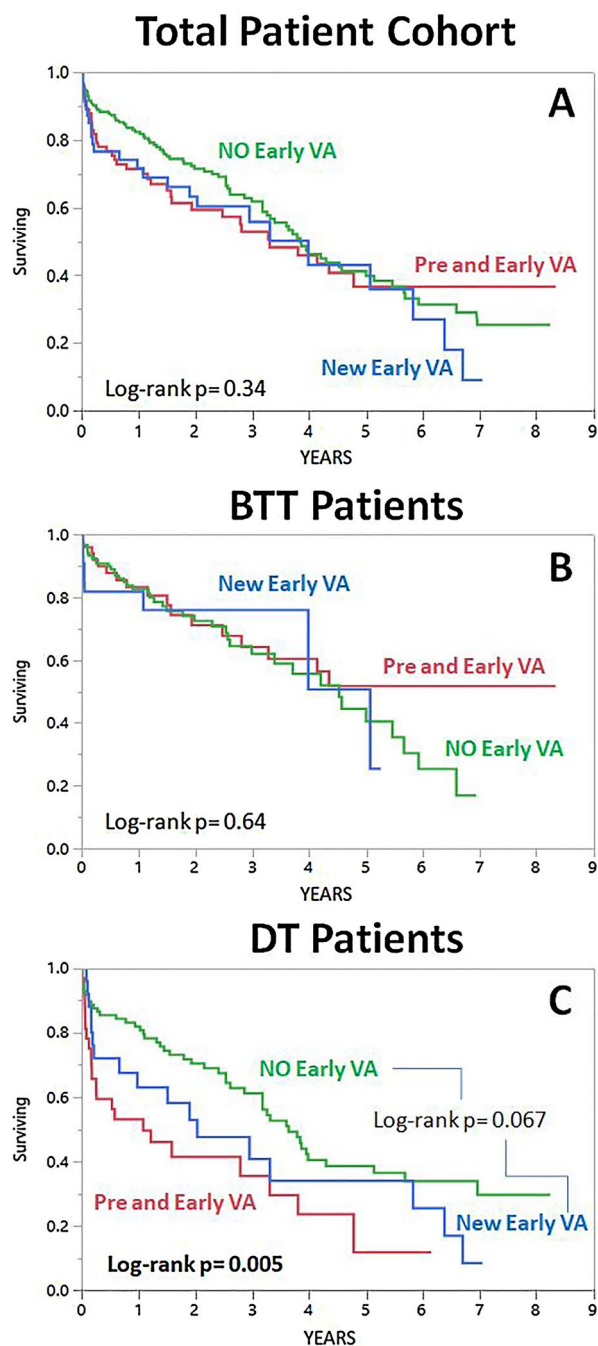 Total Patient Cohort
1.0
A
NO Early VA
0.8
0.6
Surviving
0.4
Pre and Early VA
New Early VA
0.2
Log-rank p= 0.34
0.0
0 1 2 3 4 5 6 7 8 9
YEARS
BTT Patients
1.0
B
New Early VA
0.8
0.6
Surviving
Pre and Early VA
0.4
NO Early VA
0.2
Log-rank p= 0.64
0.0
0 1 2 3 4 5 6 7 8 9
YEARS
DT Patients
1.0
C
0.8
NO Early VA
Log-rank p= 0.067
0.6
Surviving
0.4
Pre and Early VA
New Early VA
0.2
Log-rank p= 0.005
0.0
0 1 2 3 4 5 6 7 8 9
YEARS